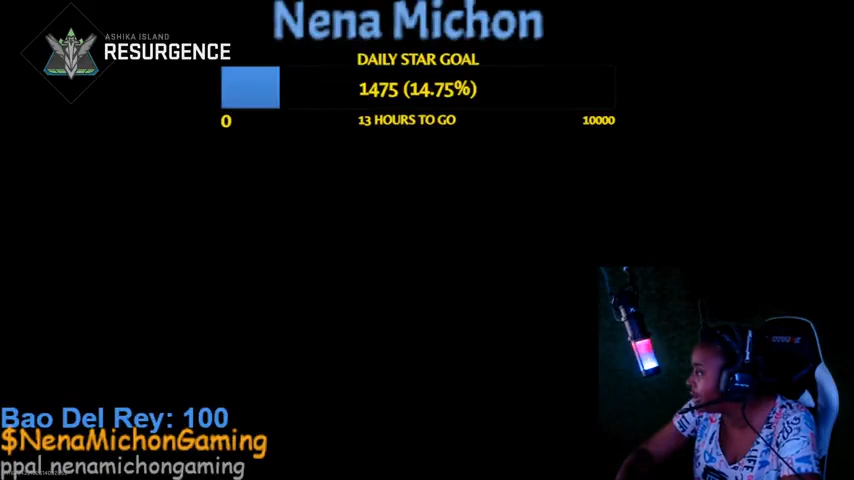 Nena Michon
ASHIKA ISLAND
RESURGENCE
DAILY STAR GOAL
1475 (14.75%)
0
13 HOURS TO GO
10000
Bao Del Rey: 100
$NenaMichonGaming
ppal nenamichongaming